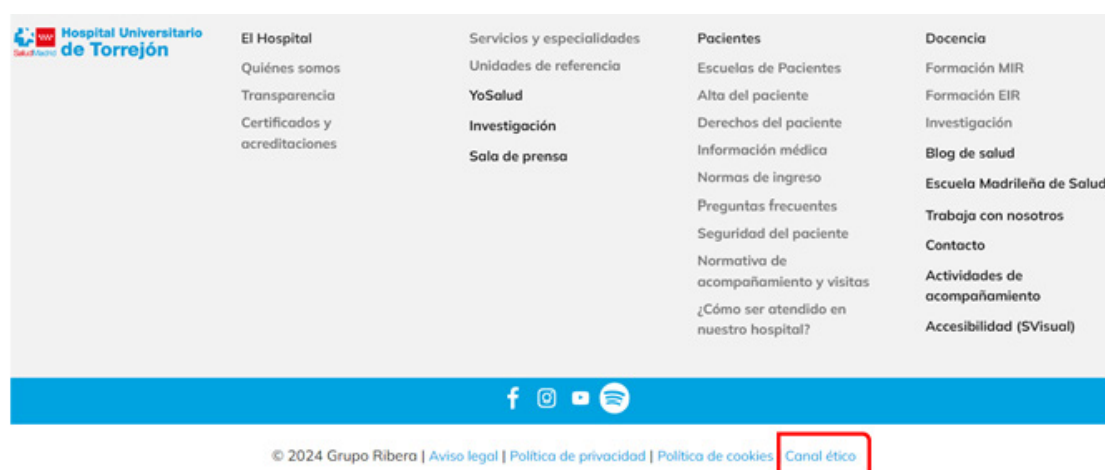 Hospital Universitario
de Torrejón
SaludMadrid
El Hospital
Quiénes somos
Transparencia
Certificados y
acreditaciones
Servicios y especialidades
Unidades de referencia
YoSalud
Investigación
Sala de prensa
Pacientes
Escuelas de Pacientes
Alta del paciente
Derechos del paciente
Información médica
Normas de ingreso
Preguntas frecuentes
Seguridad del paciente
Normativa de
acompañamiento y visitas
¿Cómo ser atendido en
nuestro hospital?
Docencia
Formación MIR
Formación EIR
Investigación
Blog de salud
Escuela Madrileña de Salud
Trabaja con nosotros
Contacto
Actividades de
acompañamiento
Accesibilidad (SVisual)
© 2024 Grupo Ribera | Aviso legal | Política de privacidad | Política de cookies Canal ético